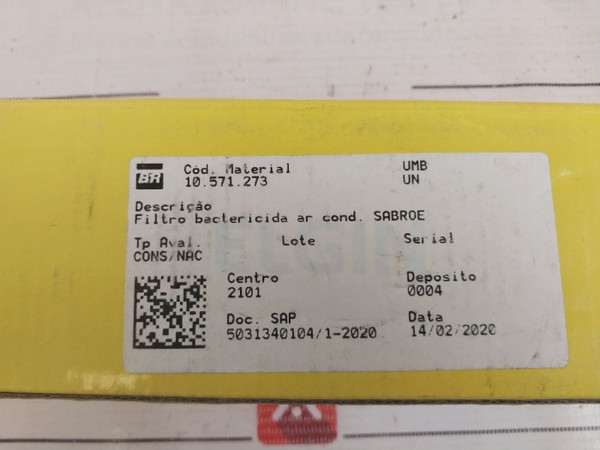 BR
Cód. Material
10.571.273
UMB
UN
Descrição
Filtro bactericida ar cond. SABROE
Tp Aval. Lote Serial
CONS/NAC
Centro Deposito
2101 0004
Doc. SAP Data
5031340104/1-2020 14/02/2020